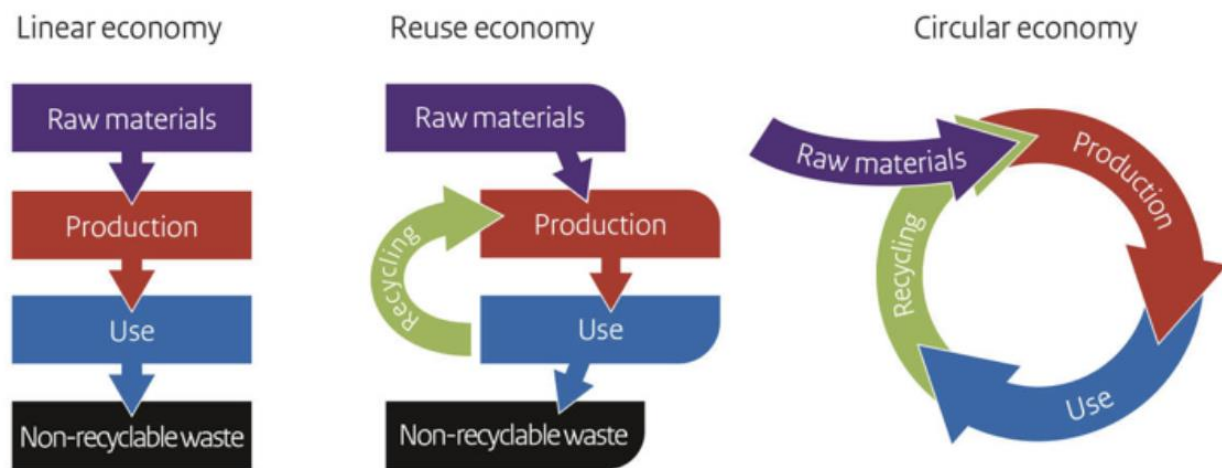 Linear economy
Raw materials
Production
Use
Non-recyclable waste
Reuse economy
Raw materials
Production
Recycling
Use
Non-recyclable waste
Circular economy
Raw materials
Production
Recycling
Use